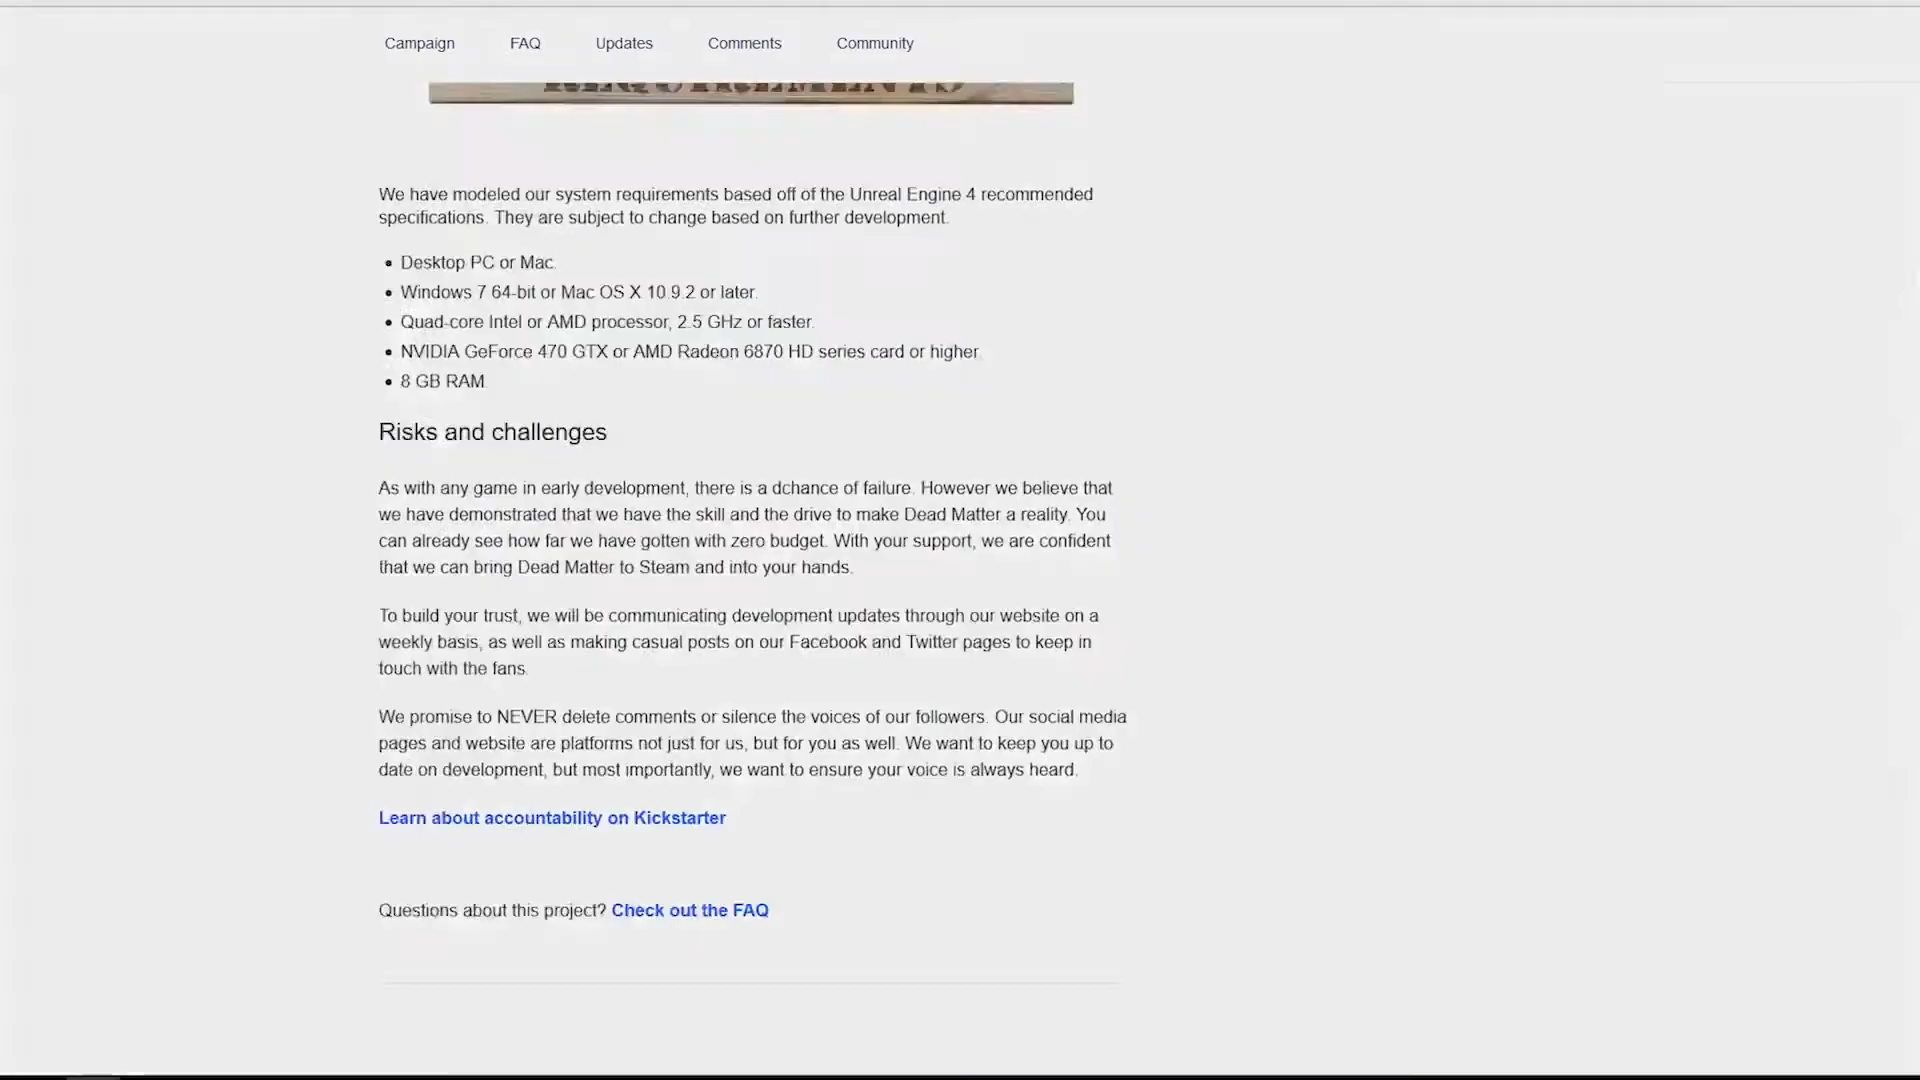 Campaign FAQ Updates Comments Community
REQUIREMENTS
We have modeled our system requirements based off of the Unreal Engine 4 recommended
specifications. They are subject to change based on further development.
• Desktop PC or Mac.
• Windows 7 64-bit or Mac OS X 10.9.2 or later.
• Quad-core Intel or AMD processor, 2.5 GHz or faster.
• NVIDIA GeForce 470 GTX or AMD Radeon 6870 HD series card or higher.
• 8 GB RAM
Risks and challenges
As with any game in early development, there is a dchance of failure. However we believe that
we have demonstrated that we have the skill and the drive to make Dead Matter a reality. You
can already see how far we have gotten with zero budget. With your support, we are confident
that we can bring Dead Matter to Steam and into your hands.
To build your trust, we will be communicating development updates through our website on a
weekly basis, as well as making casual posts on our Facebook and Twitter pages to keep in
touch with the fans.
We promise to NEVER delete comments or silence the voices of our followers. Our social media
pages and website are platforms not just for us, but for you as well. We want to keep you up to
date on development, but most importantly, we want to ensure your voice is always heard.
Learn about accountability on Kickstarter
Questions about this project? Check out the FAQ